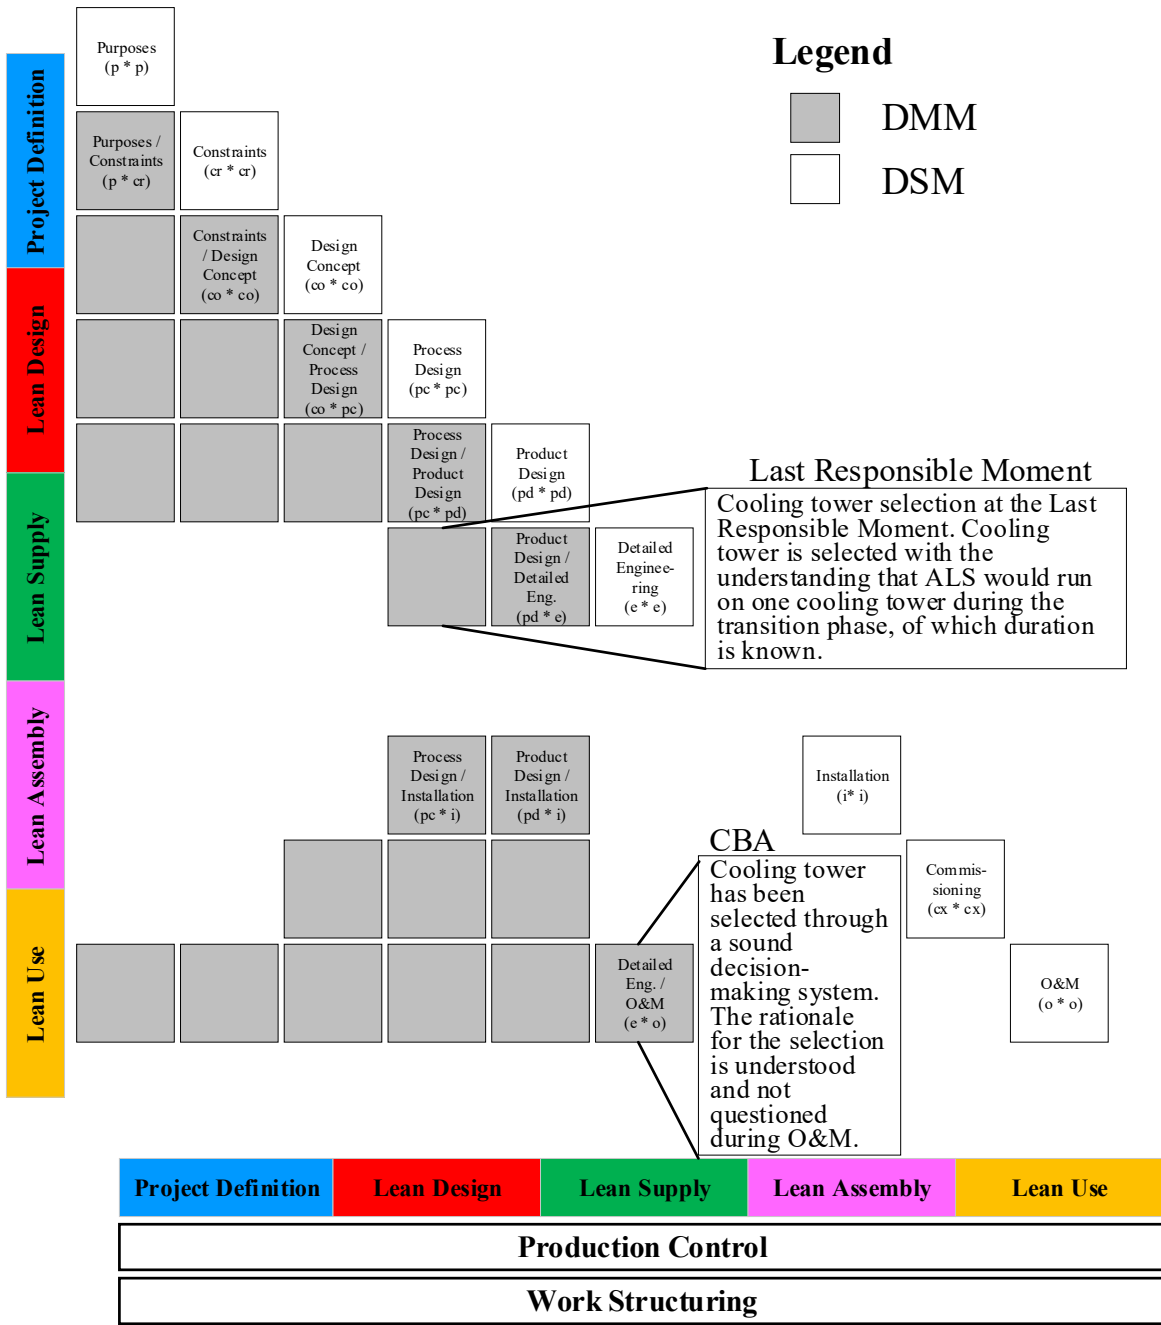 Purposes
(p * p)
Legend
DMM
DSM
Project Definition
Purposes /
Constraints
(p * cr)
Constraints
(cr * cr)
Constraints
/ Design
Concept
(co * co)
Design
Concept
(co * co)
Lean Design
Design
Concept /
Process
Design
(co * pc)
Process
Design
(pc * pc)
Process
Design /
Product
Design
(pc * pd)
Product
Design
(pd * pd)
Last Responsible Moment
Cooling tower selection at the Last
Responsible Moment. Cooling
tower is selected with the
understanding that ALS would run
on one cooling tower during the
transition phase, of which duration
is known.
Lean Supply
Product
Design /
Detailed
Eng.
(pd * e)
Detailed
Enginee-
ring
(e * e)
Lean Assembly
Process
Design /
Installation
(pc * i)
Product
Design /
Installation
(pd * i)
Installation
(i* i)
CBA
Cooling tower
has been
selected through
a sound
decision-
making system.
The rationale
for the selection
is understood
and not
questioned
during O&M.
Commis-
sioning
(cx * cx)
Lean Use
Detailed
Eng. /
O&M
(e * o)
O&M
(o * o)
Project Definition
Lean Design
Lean Supply
Lean Assembly
Lean Use
Production Control
Work Structuring